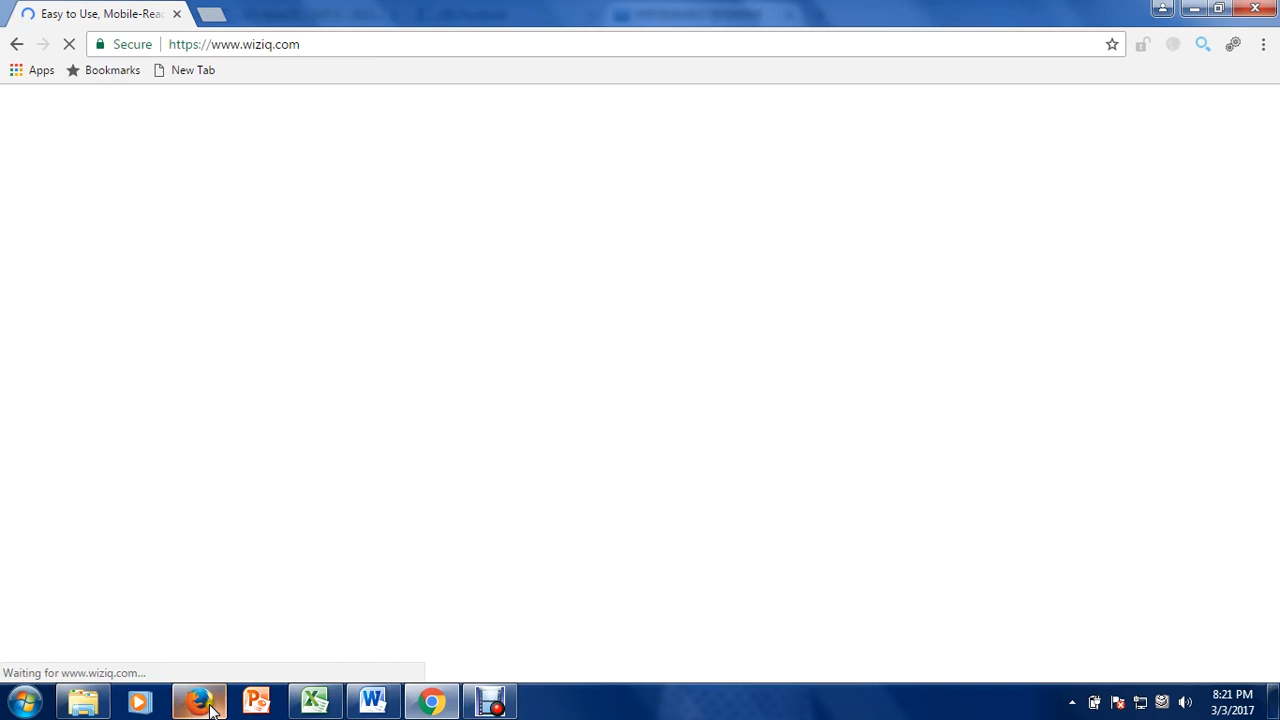 Easy to Use, Mobile-Rea
Secure
https://www.wiziq.com
Apps
Bookmarks
New Tab
Waiting for www.wiziq.com...
8:21 PM
3/3/2017